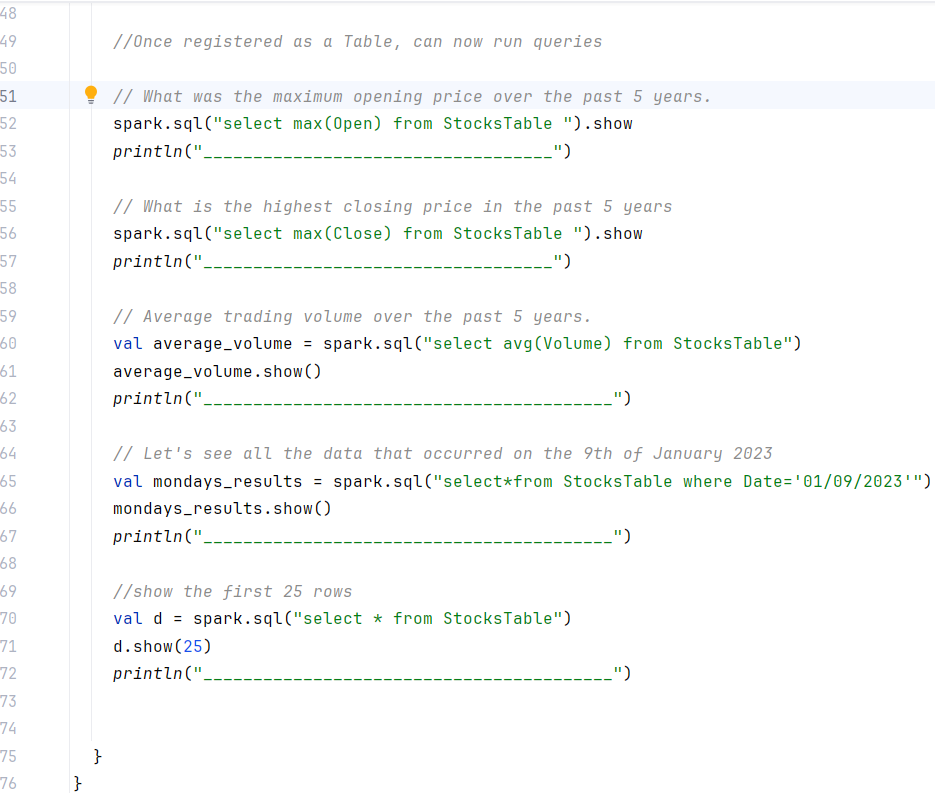 48
49 //Once registered as a Table, can now run queries
50
51 // What was the maximum opening price over the past 5 years.
52 spark.sql("select max(Open) from StocksTable ").show
53 println("___________________________________")
54
55 // What is the highest closing price in the past 5 years
56 spark.sql("select max(Close) from StocksTable ").show
57 println("___________________________________")
58
59 // Average trading volume over the past 5 years.
60 val average_volume = spark.sql("select avg(Volume) from StocksTable")
61 average_volume.show()
62 println("_________________________________________")
63
64 // Let's see all the data that occurred on the 9th of January 2023
65 val mondays_results = spark.sql("select*from StocksTable where Date='01/09/2023'")
66 mondays_results.show()
67 println("_________________________________________")
68
69 //show the first 25 rows
70 val d = spark.sql("select * from StocksTable")
71 d.show(25)
72 println("_________________________________________")
73
74
75 }
76 }